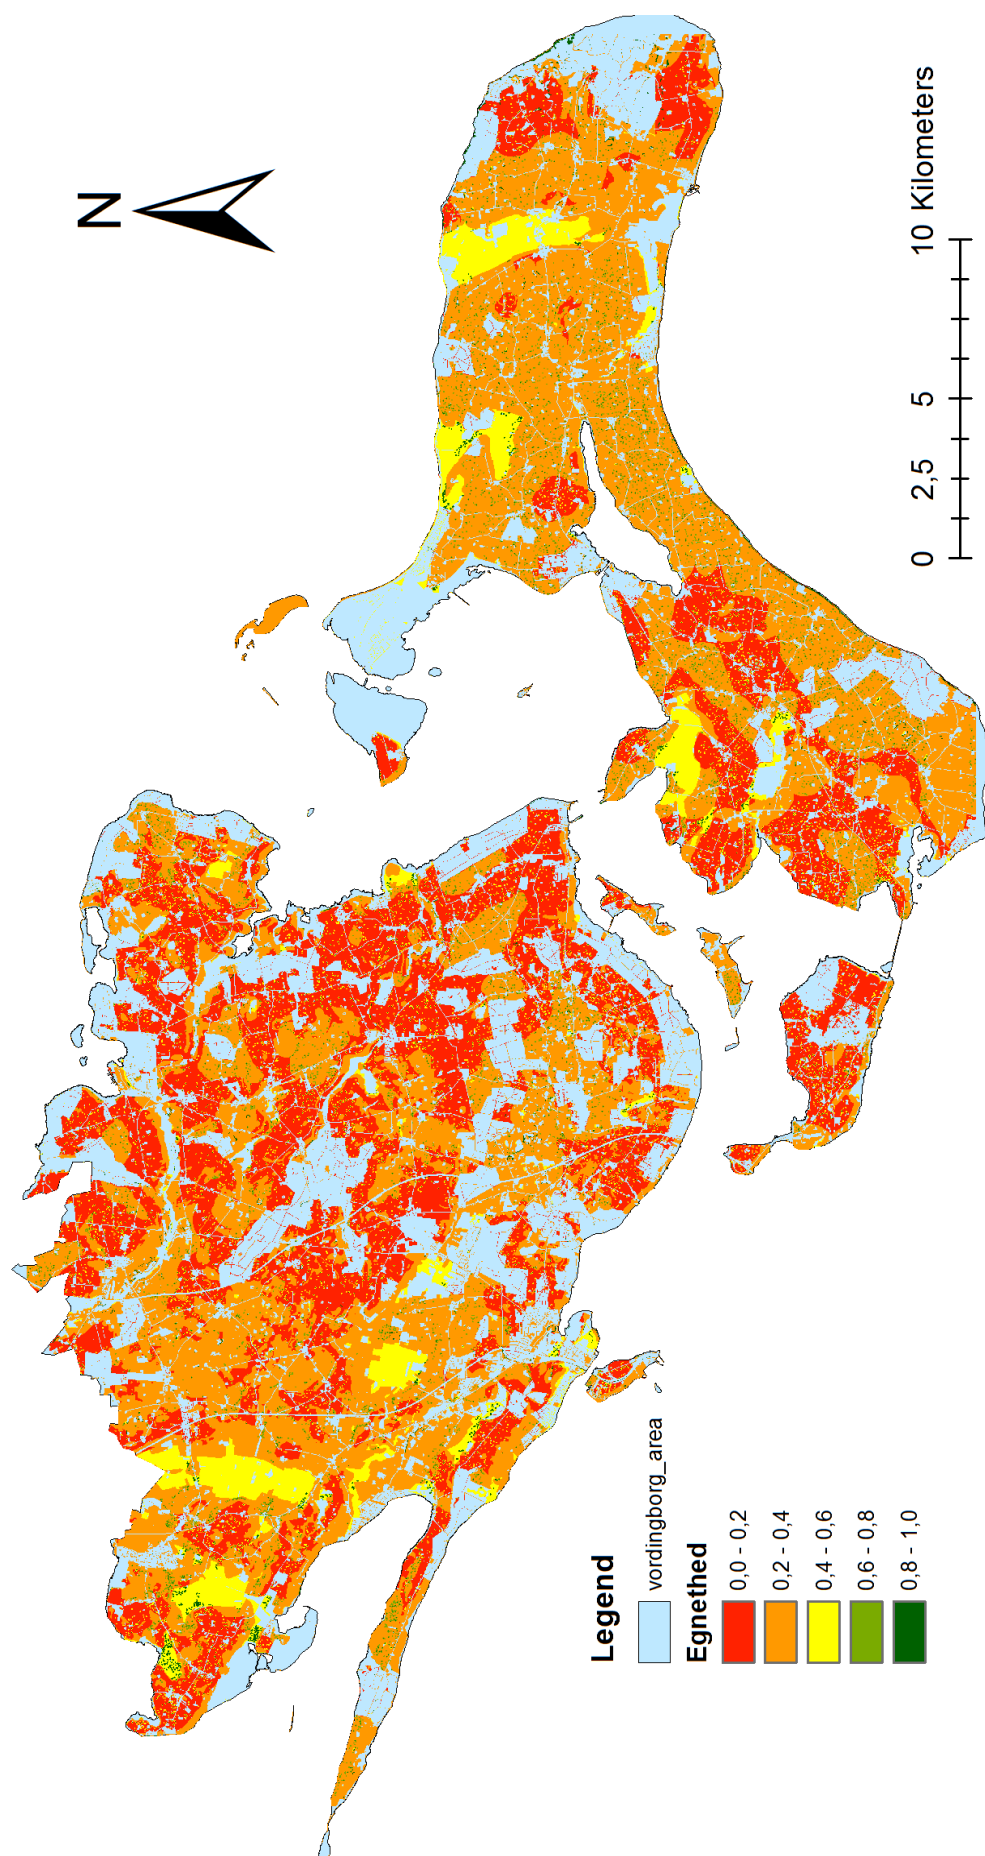 N
0 2,5 5 10 Kilometers
Legend
vordingborg_area
Egnethed
0,0 - 0,2
0,2 - 0,4
0,4 - 0,6
0,6 - 0,8
0,8 - 1,0